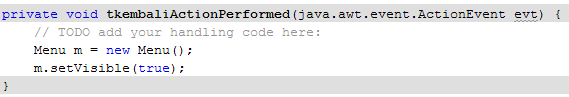 private void tkembaliActionPerformed(java.awt.event.ActionEvent evt) {
// TODO add your handling code here:
Menu m = new Menu();
m.setVisible(true);
}